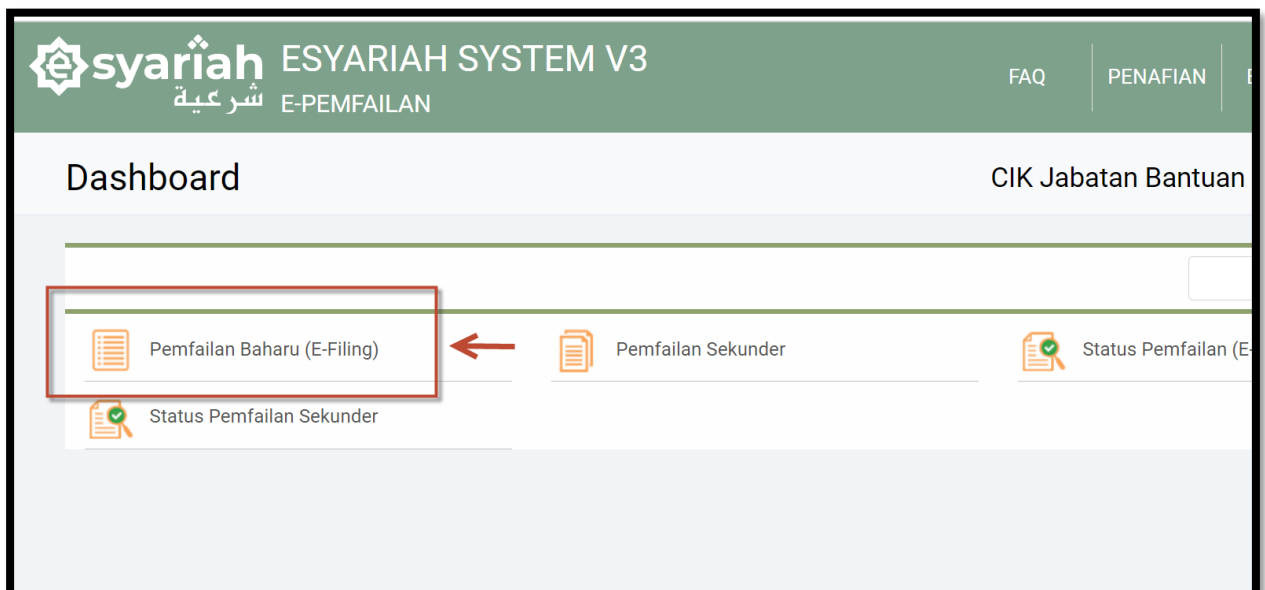 esyariah
شرعية
ESYARIAH SYSTEM V3
E-PEMFAILAN
FAQ
PENAFIAN
Dashboard
CIK Jabatan Bantuan
Pemfailan Baharu (E-Filing)
Pemfailan Sekunder
Status Pemfailan (E-
Status Pemfailan Sekunder